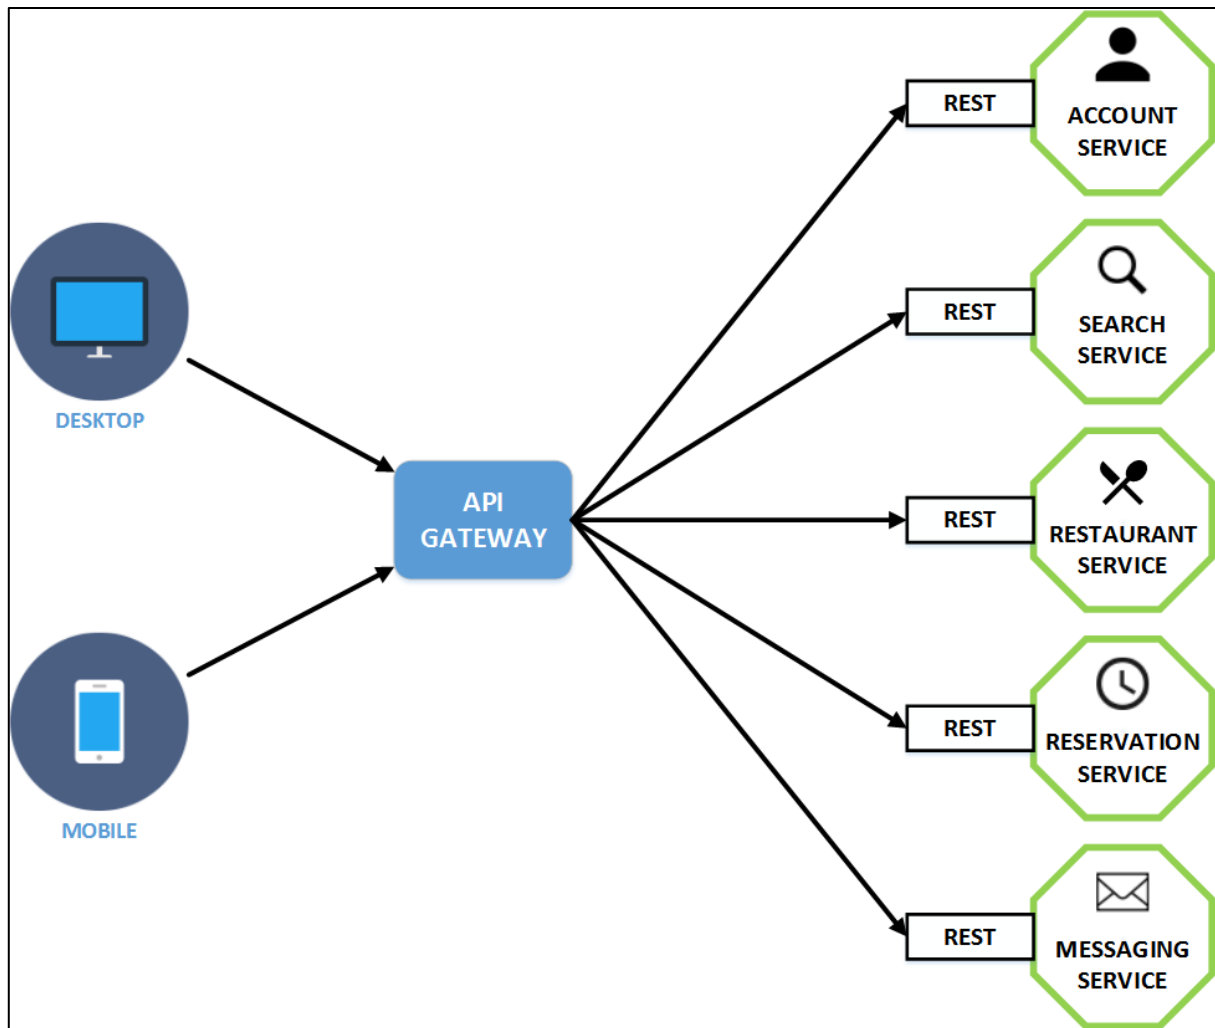 DESKTOP
MOBILE
API
GATEWAY
REST
ACCOUNT
SERVICE
REST
SEARCH
SERVICE
REST
RESTAURANT
SERVICE
REST
RESERVATION
SERVICE
REST
MESSAGING
SERVICE